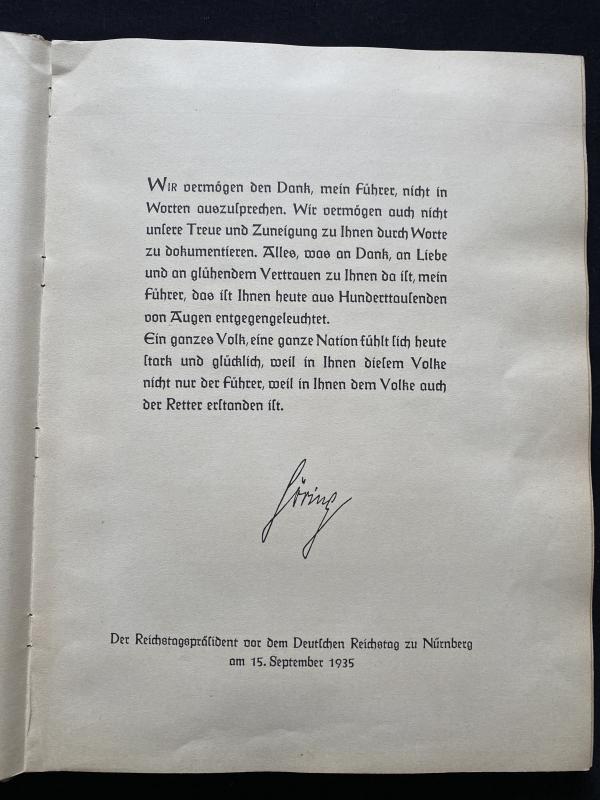 Wir vermögen den Dank, mein Führer, nicht in
Worten auszuſprechen. Wir vermögen auch nicht
unſere Treue und Zuneigung zu Ihnen durch Worte
zu dokumentieren. Alles, was an Dank, an Liebe
und an glühendem Vertrauen zu Ihnen da iſt, mein
Führer, das iſt Ihnen heute aus Hunderttauſenden
von Augen entgegengeleuchtet.
Ein ganzes Volk, eine ganze Nation fühlt ſich heute
ſtark und glücklich, weil in Ihnen dieſem Volke
nicht nur der Führer, weil in Ihnen dem Volke auch
der Retter erſtanden iſt.
Göring
Der Reichstagspräſident vor dem Deutſchen Reichstag zu Nürnberg
am 15. September 1935